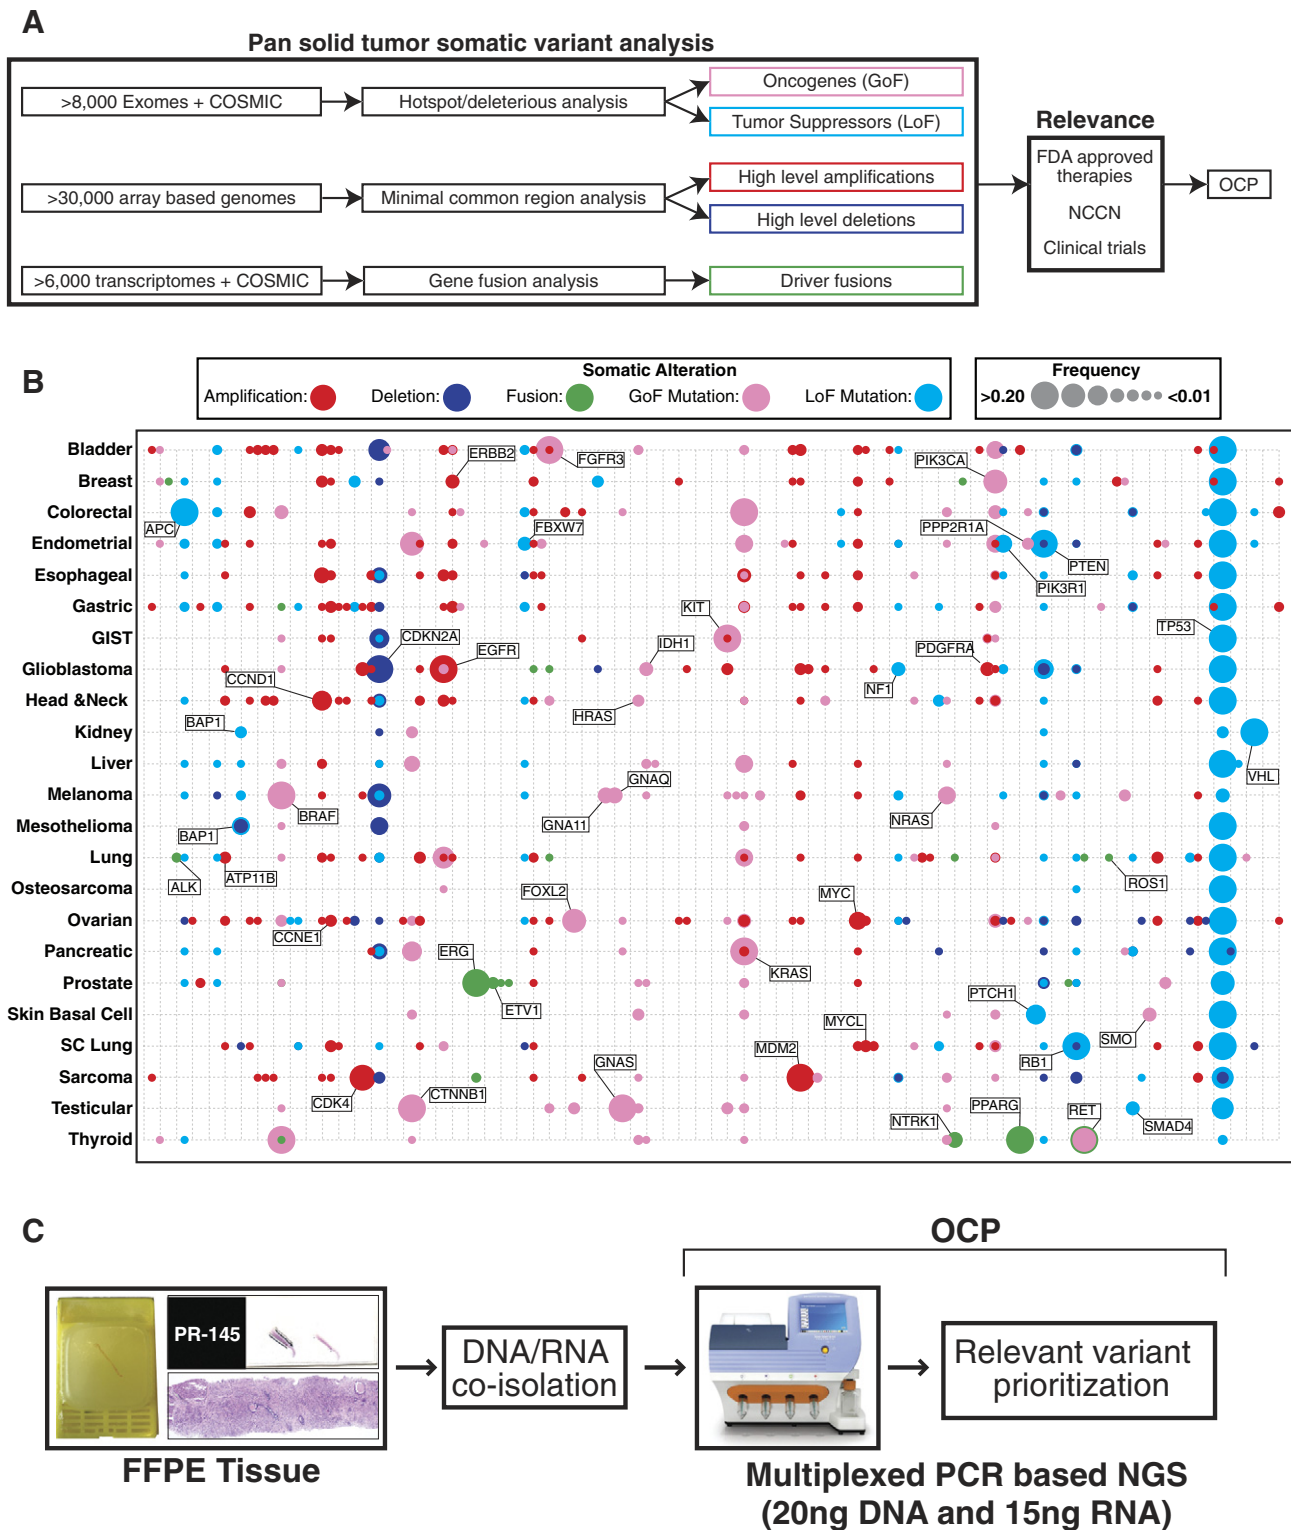 A
Pan solid tumor somatic variant analysis
>8,000 Exomes + COSMIC
Hotspot/deleterious analysis
Oncogenes (GoF)
Tumor Suppressors (LoF)
>30,000 array based genomes
Minimal common region analysis
High level amplifications
High level deletions
>6,000 transcriptomes + COSMIC
Gene fusion analysis
Driver fusions
Relevance
FDA approved
therapies
NCCN
Clinical trials
OCP
B
Somatic Alteration
Amplification:
Deletion:
Fusion:
GoF Mutation:
LoF Mutation:
Frequency
>0.20
<0.01
Bladder
ERBB2
FGFR3
PIK3CA
Breast
Colorectal
APC
FBXW7
PPP2R1A
Endometrial
PTEN
PIK3R1
Esophageal
Gastric
KIT
TP53
GIST
CDKN2A
EGFR
IDH1
PDGFRA
Glioblastoma
CCND1
NF1
Head &Neck
HRAS
BAP1
Kidney
VHL
Liver
GNAQ
Melanoma
BRAF
GNA11
NRAS
Mesothelioma
BAP1
Lung
ALK
ATP11B
ROS1
Osteosarcoma
FOXL2
MYC
Ovarian
CCNE1
Pancreatic
ERG
KRAS
Prostate
ETV1
PTCH1
Skin Basal Cell
MYCL
SMO
SC Lung
MDM2
RB1
GNAS
Sarcoma
CDK4
CTNNB1
Testicular
NTRK1
PPARG
RET
SMAD4
Thyroid
C
OCP
PR-145
DNA/RNA
co-isolation
Relevant variant
prioritization
FFPE Tissue
Multiplexed PCR based NGS
(20ng DNA and 15ng RNA)